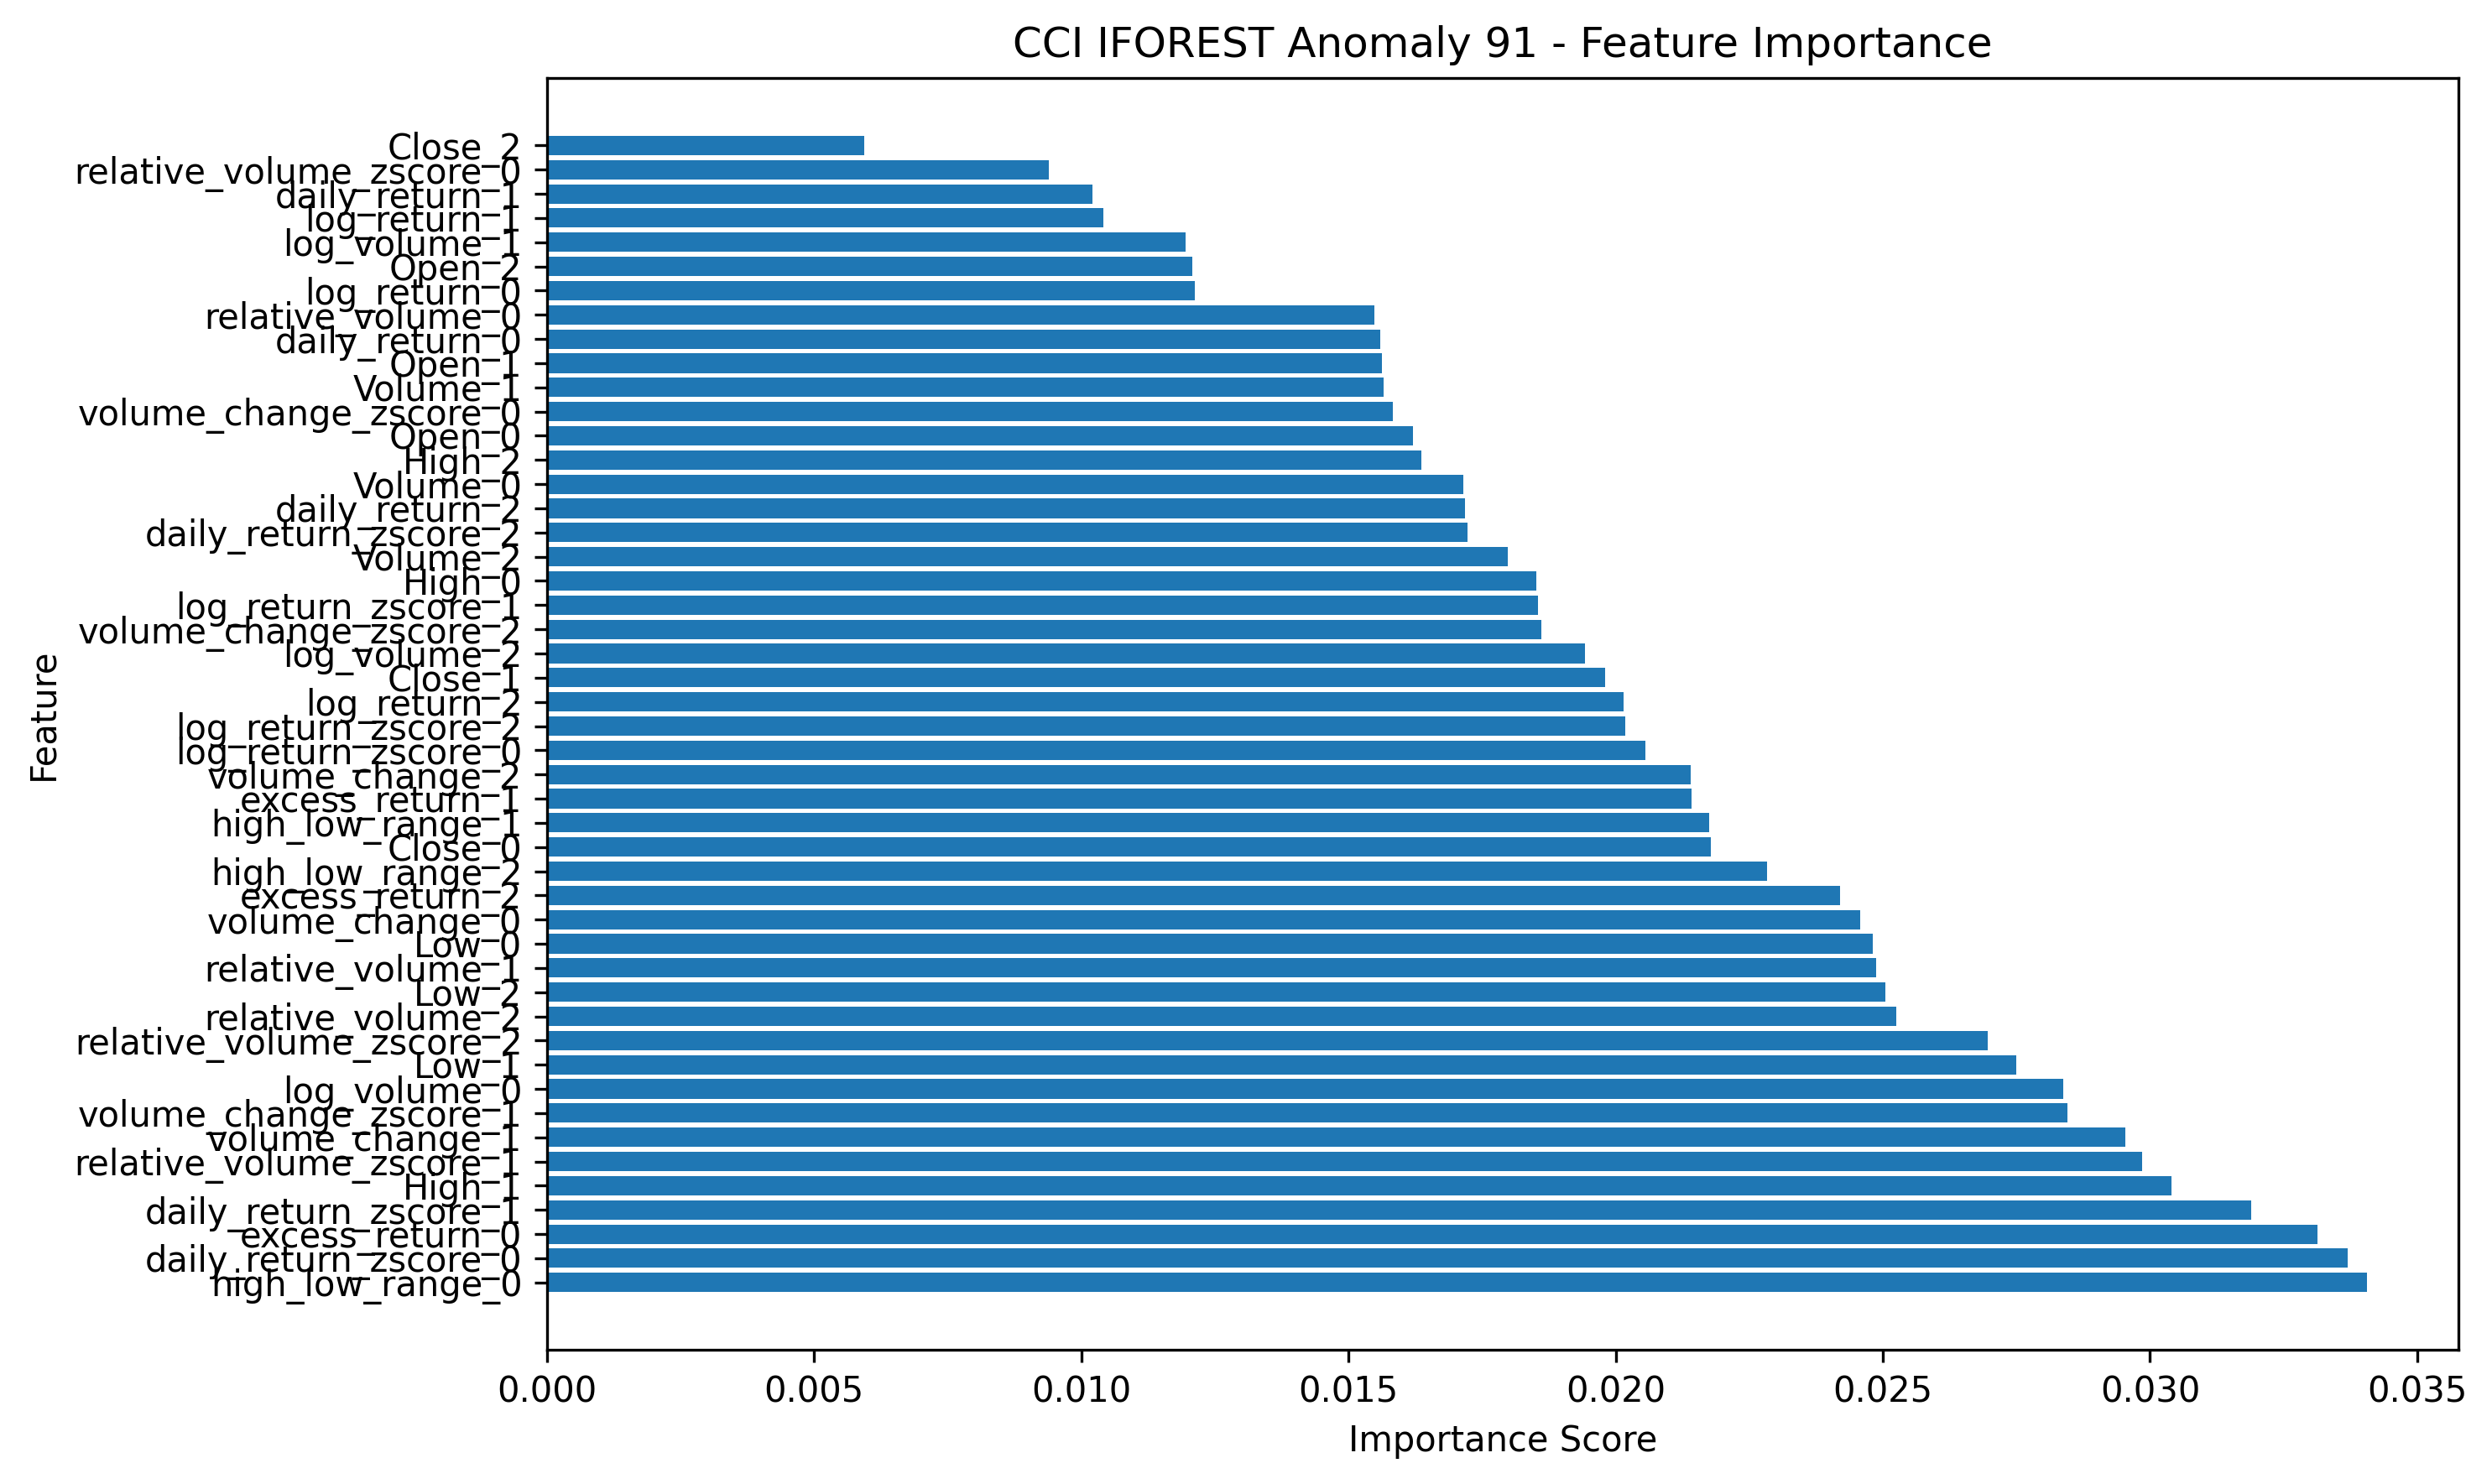 CCI IFOREST Anomaly 91 - Feature Importance
Close_2
relative_volume_zscore_0
daily_return_1
log_return_1
log_volume_1
Open_2
log_return_0
relative_volume_0
daily_return_0
Open_1
Volume_1
volume_change_zscore_0
Open_0
High_2
Volume_0
daily_return_2
daily_return_zscore_2
Volume_2
High_0
log_return_zscore_1
volume_change_zscore_2
log_volume_2
Close_1
log_return_2
log_return_zscore_2
log_return_zscore_0
volume_change_2
excess_return_1
high_low_range_1
Close_0
high_low_range_2
excess_return_2
volume_change_0
Low_0
relative_volume_1
Low_2
relative_volume_2
relative_volume_zscore_2
Low_1
log_volume_0
volume_change_zscore_1
volume_change_1
relative_volume_zscore_1
High_1
daily_return_zscore_1
excess_return_0
daily_return_zscore_0
high_low_range_0
Feature
0.000 0.005 0.010 0.015 0.020 0.025 0.030 0.035
Importance Score